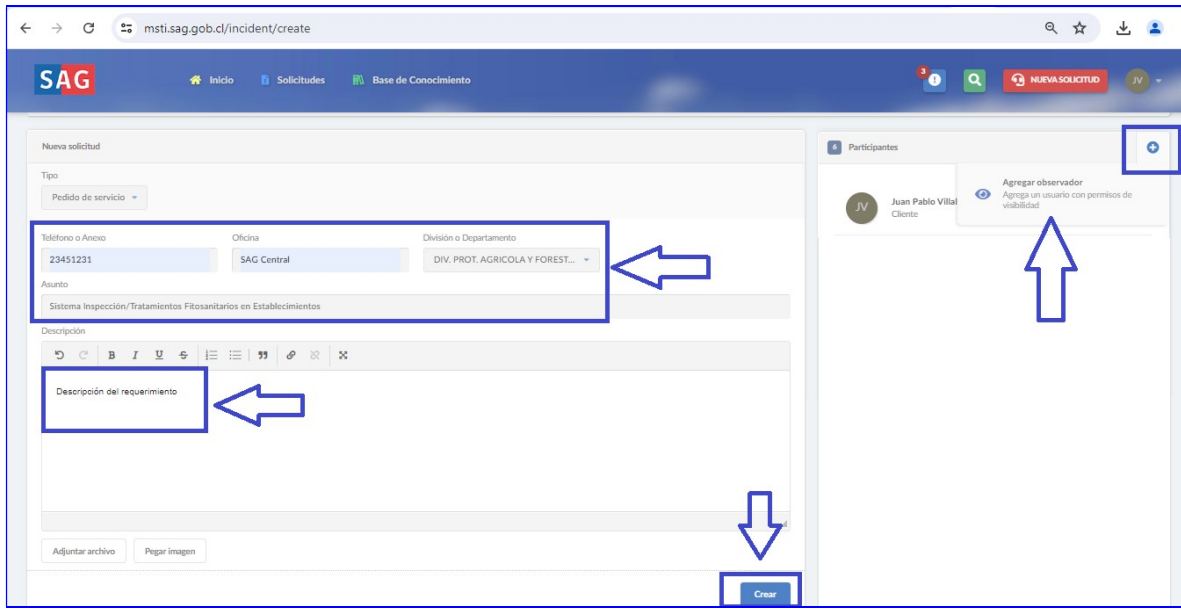 msti.sag.gob.cl/incident/create
SAG
Inicio
Solicitudes
Base de Conocimiento
3
NUEVA SOLICITUD
JV
Nueva solicitud
Tipo
Pedido de servicio
Teléfono o Anexo
Oficina
División o Departamento
23451231
SAG Central
DIV. PROT. AGRICOLA Y FOREST...
Asunto
Sistema Inspección/Tratamientos Fitosanitarios en Establecimientos
Descripción
B I U S
Descripción del requerimiento
Adjuntar archivo
Pegar imagen
Crear
6 Participantes
JV
Juan Pablo Villal
Cliente
Agregar observador
Agrega un usuario con permisos de
visibilidad